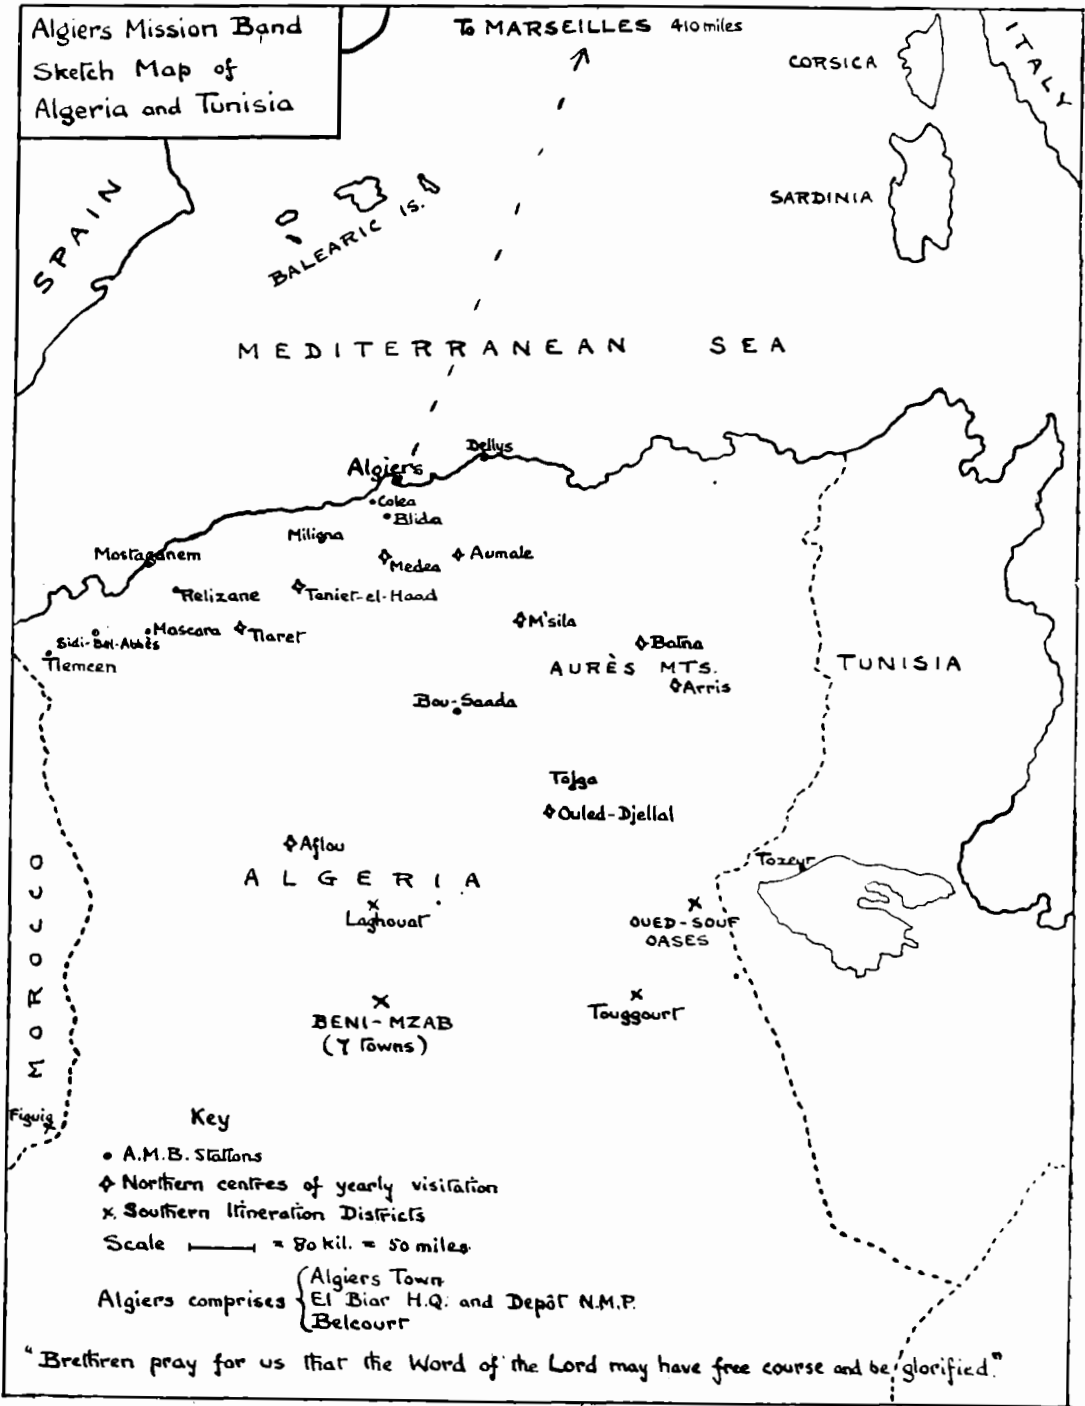 Algiers Mission Band
Sketch Map of
Algeria and Tunisia
To MARSEILLES 410 miles
CORSICA
ITALY
SARDINIA
SPAIN
BALEARIC IS.
MEDITERRANEAN SEA
Dellys
Algiers
Colea
Blida
Miligna
Mostaganem
Medea
Aumale
Relizane
Teniet-el-Haad
M'sila
Sidi-Bel-Abbès
Mascara
Tiaret
Batna
Tlemcen
AURÈS MTS.
TUNISIA
Arris
Bou-Saada
Tolga
Ouled-Djellal
Aflou
Tozeur
ALGERIA
MOROCCO
Laghouat
OUED-SOUF
OASES
BENI-MZAB
(7 Towns)
Touggourt
Figuig
Key
A.M.B. Stations
Northern centres of yearly visitation
x. Southern Itineration Districts
Scale = 80 kil. = 50 miles.
Algiers comprises
Algiers Town
El Biar H.Q. and Depôt N.M.P.
Belcourt
"Brethren pray for us that the Word of the Lord may have free course and be glorified."